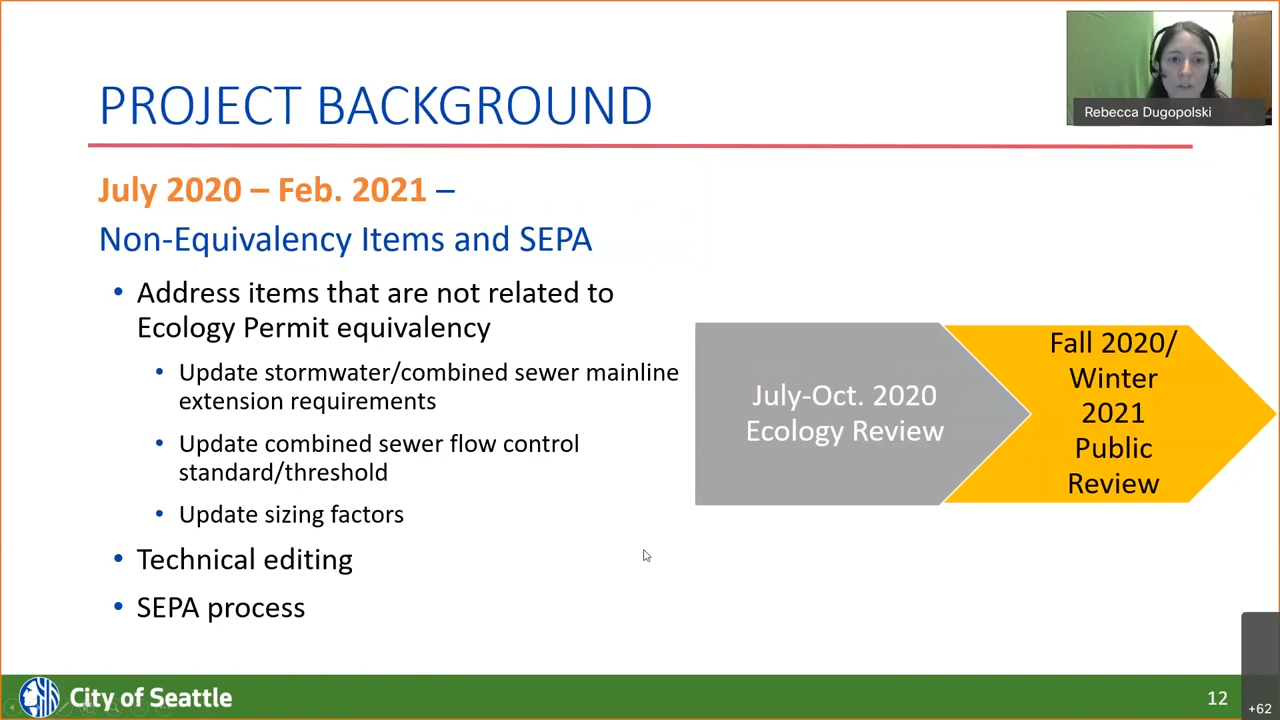 PROJECT BACKGROUND
Rebecca Dugopolski
July 2020 – Feb. 2021 –
Non-Equivalency Items and SEPA
• Address items that are not related to
Ecology Permit equivalency
• Update stormwater/combined sewer mainline
extension requirements
• Update combined sewer flow control
standard/threshold
• Update sizing factors
• Technical editing
• SEPA process
July-Oct. 2020
Ecology Review
Fall 2020/
Winter
2021
Public
Review
City of Seattle
12
+62